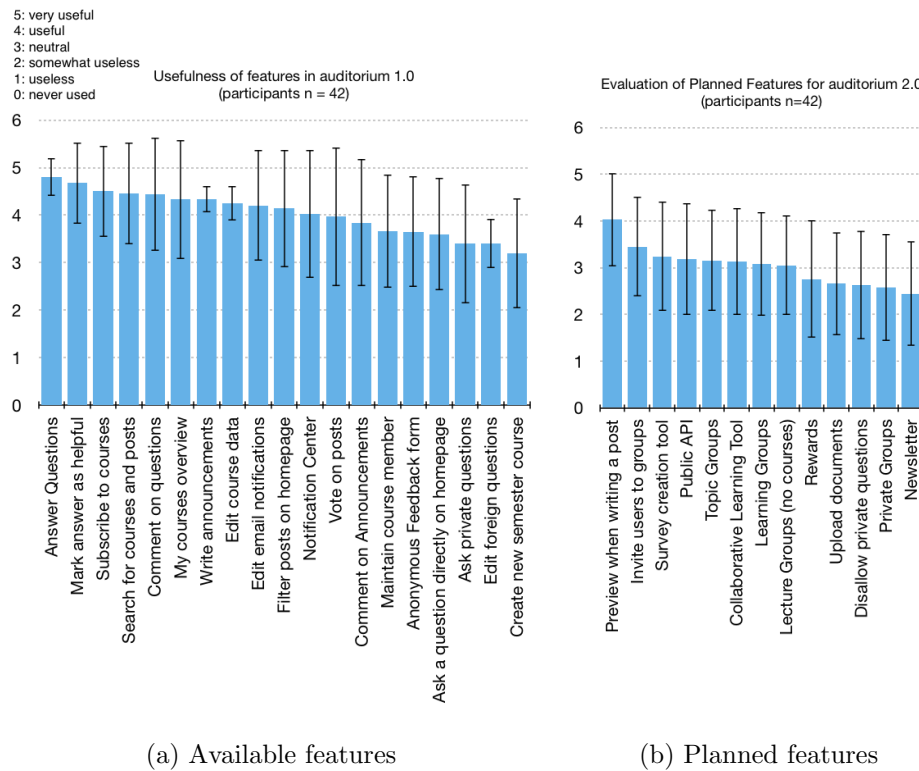 5: very useful
4: useful
3: neutral
2: somewhat useless
1: useless
0: never used
Usefulness of features in auditorium 1.0
(participants n = 42)
6
5
4
3
2
1
0
Answer Questions
Mark answer as helpful
Subscribe to courses
Search for courses and posts
Comment on questions
My courses overview
Write announcements
Edit course data
Edit email notifications
Filter posts on homepage
Notification Center
Vote on posts
Comment on Announcements
Maintain course member
Anonymous Feedback form
Ask a question directly on homepage
Ask private questions
Edit foreign questions
Create new semester course
(a) Available features
Evaluation of Planned Features for auditorium 2.0
(participants n=42)
6
5
4
3
2
1
0
Preview when writing a post
Invite users to groups
Survey creation tool
Public API
Topic Groups
Collaborative Learning Tool
Learning Groups
Lecture Groups (no courses)
Rewards
Upload documents
Disallow private questions
Private Groups
Newsletter
(b) Planned features